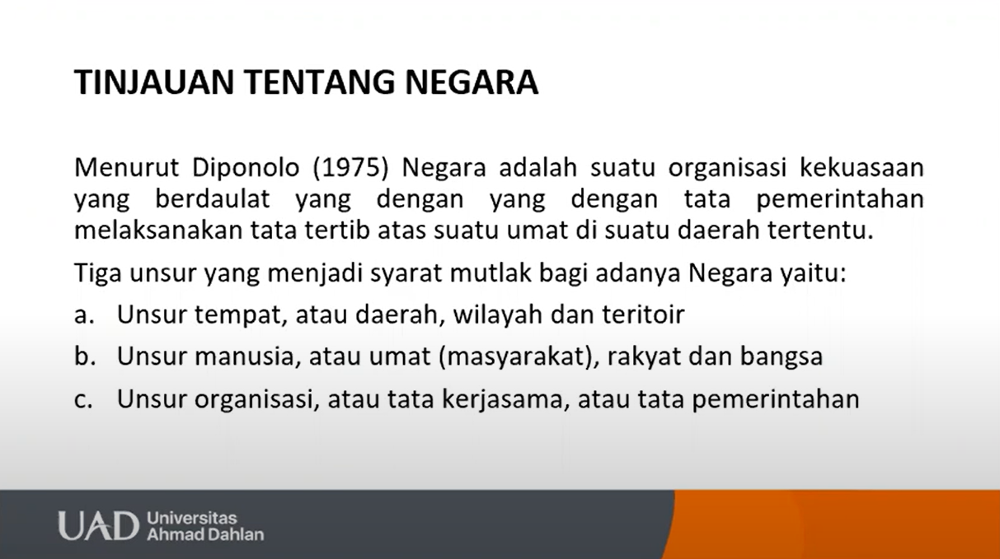 TINJAUAN TENTANG NEGARA
Menurut Diponolo (1975) Negara adalah suatu organisasi kekuasaan
yang berdaulat yang dengan yang dengan tata pemerintahan
melaksanakan tata tertib atas suatu umat di suatu daerah tertentu.
Tiga unsur yang menjadi syarat mutlak bagi adanya Negara yaitu:
a. Unsur tempat, atau daerah, wilayah dan teritoir
b. Unsur manusia, atau umat (masyarakat), rakyat dan bangsa
c. Unsur organisasi, atau tata kerjasama, atau tata pemerintahan
UAD
Universitas
Ahmad Dahlan